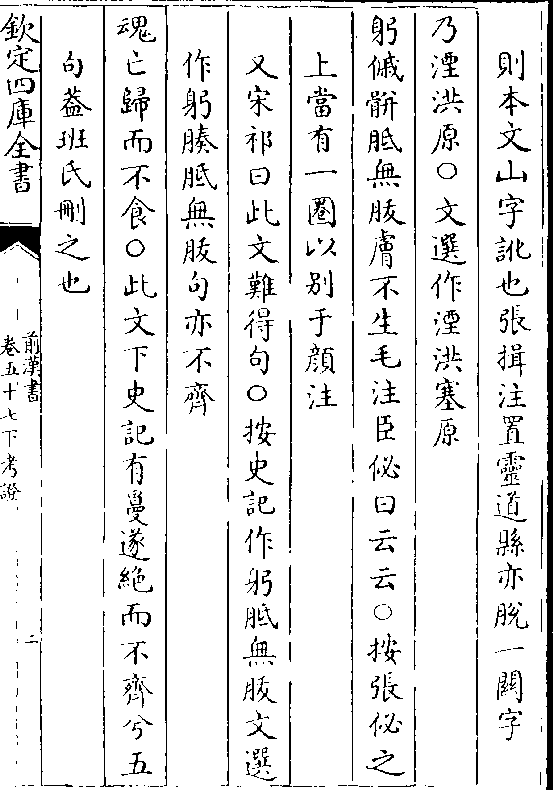 則本文山字訛也張揖注置靈道縣亦脫一關字
乃湮洪原○文選作湮洪塞原
躬傶骿胝無胈膚不生毛注臣佖曰云云○按張佖之
上當有一圈以别于顔注
又宋祁曰此文難得句○按史記作躬胝無胈文選
作躬腠胝無胈句亦不齊
魂亡歸而不食○此文下史記有敻邈絶而不齊兮五
句葢班氏刪之也
欽定四庫全書
前漢書
卷五十七下考證
二